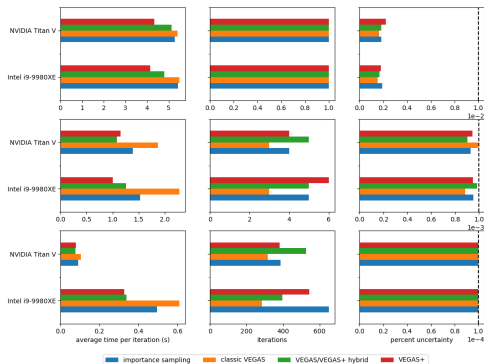 NVIDIA Titan V
Intel i9-9980XE
0 1 2 3 4 5
0.0 0.2 0.4 0.6 0.8 1.0
0.0 0.2 0.4 0.6 0.8 1.0
1e-2
NVIDIA Titan V
Intel i9-9980XE
0.0 0.5 1.0 1.5 2.0
0 2 4 6
0.0 0.2 0.4 0.6 0.8 1.0
1e-3
NVIDIA Titan V
Intel i9-9980XE
0.0 0.2 0.4 0.6
0 200 400 600
0.0 0.2 0.4 0.6 0.8 1.0
average time per iteration (s) iterations percent uncertainty 1e-4
importance sampling classic VEGAS VEGAS/VEGAS+ hybrid VEGAS+